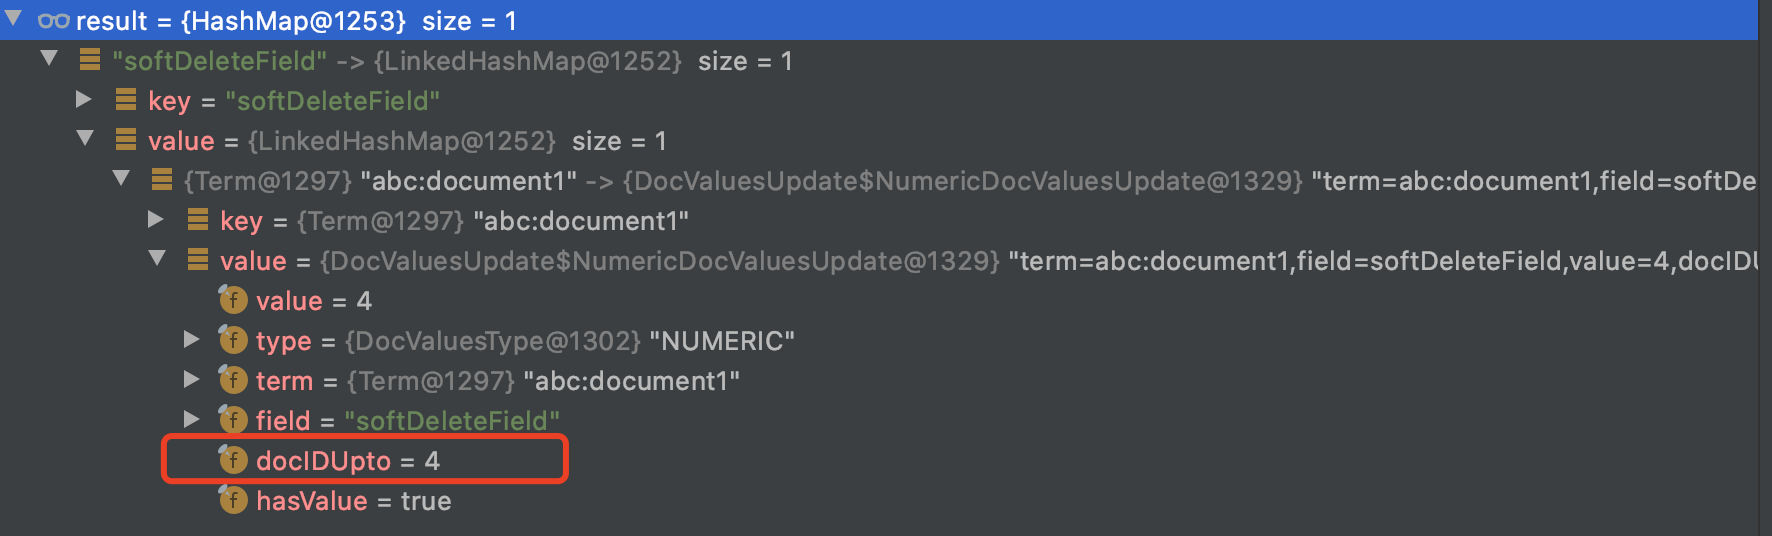 result = {HashMap@1253} size = 1
"softDeleteField" -> {LinkedHashMap@1252} size = 1
key = "softDeleteField"
value = {LinkedHashMap@1252} size = 1
{Term@1297} "abc:document1" -> {DocValuesUpdate$NumericDocValuesUpdate@1329} "term=abc:document1,field=softDe
key = {Term@1297} "abc:document1"
value = {DocValuesUpdate$NumericDocValuesUpdate@1329} "term=abc:document1,field=softDeleteField,value=4,docIDU
f value = 4
f type = {DocValuesType@1302} "NUMERIC"
f term = {Term@1297} "abc:document1"
f field = "softDeleteField"
f docIDUpto = 4
f hasValue = true